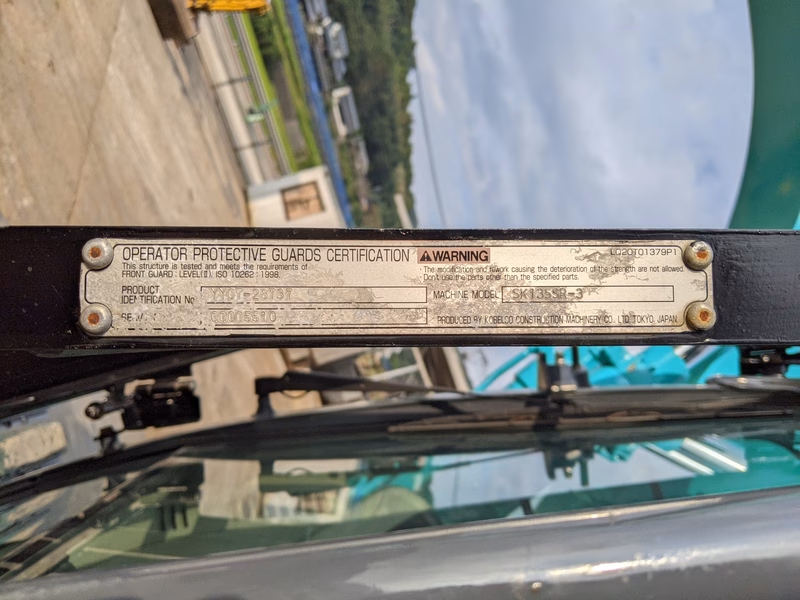 OPERATOR PROTECTIVE GUARDS CERTIFICATION
This structure is tested and meets the requirements of
FRONT GUARD : LEVEL(II), ISO 10262 : 1998.
WARNING
LC20T01379P1
· The modification and rework causing the deterioration of the strength are not allowed.
Don't use the parts other than the specified parts.
PRODUCT
IDENTIFICATION No
MACHINE MODEL SK135SR-3
PRODUCED BY KOBELCO CONSTRUCTION MACHINERY CO., LTD. TOKYO, JAPAN.